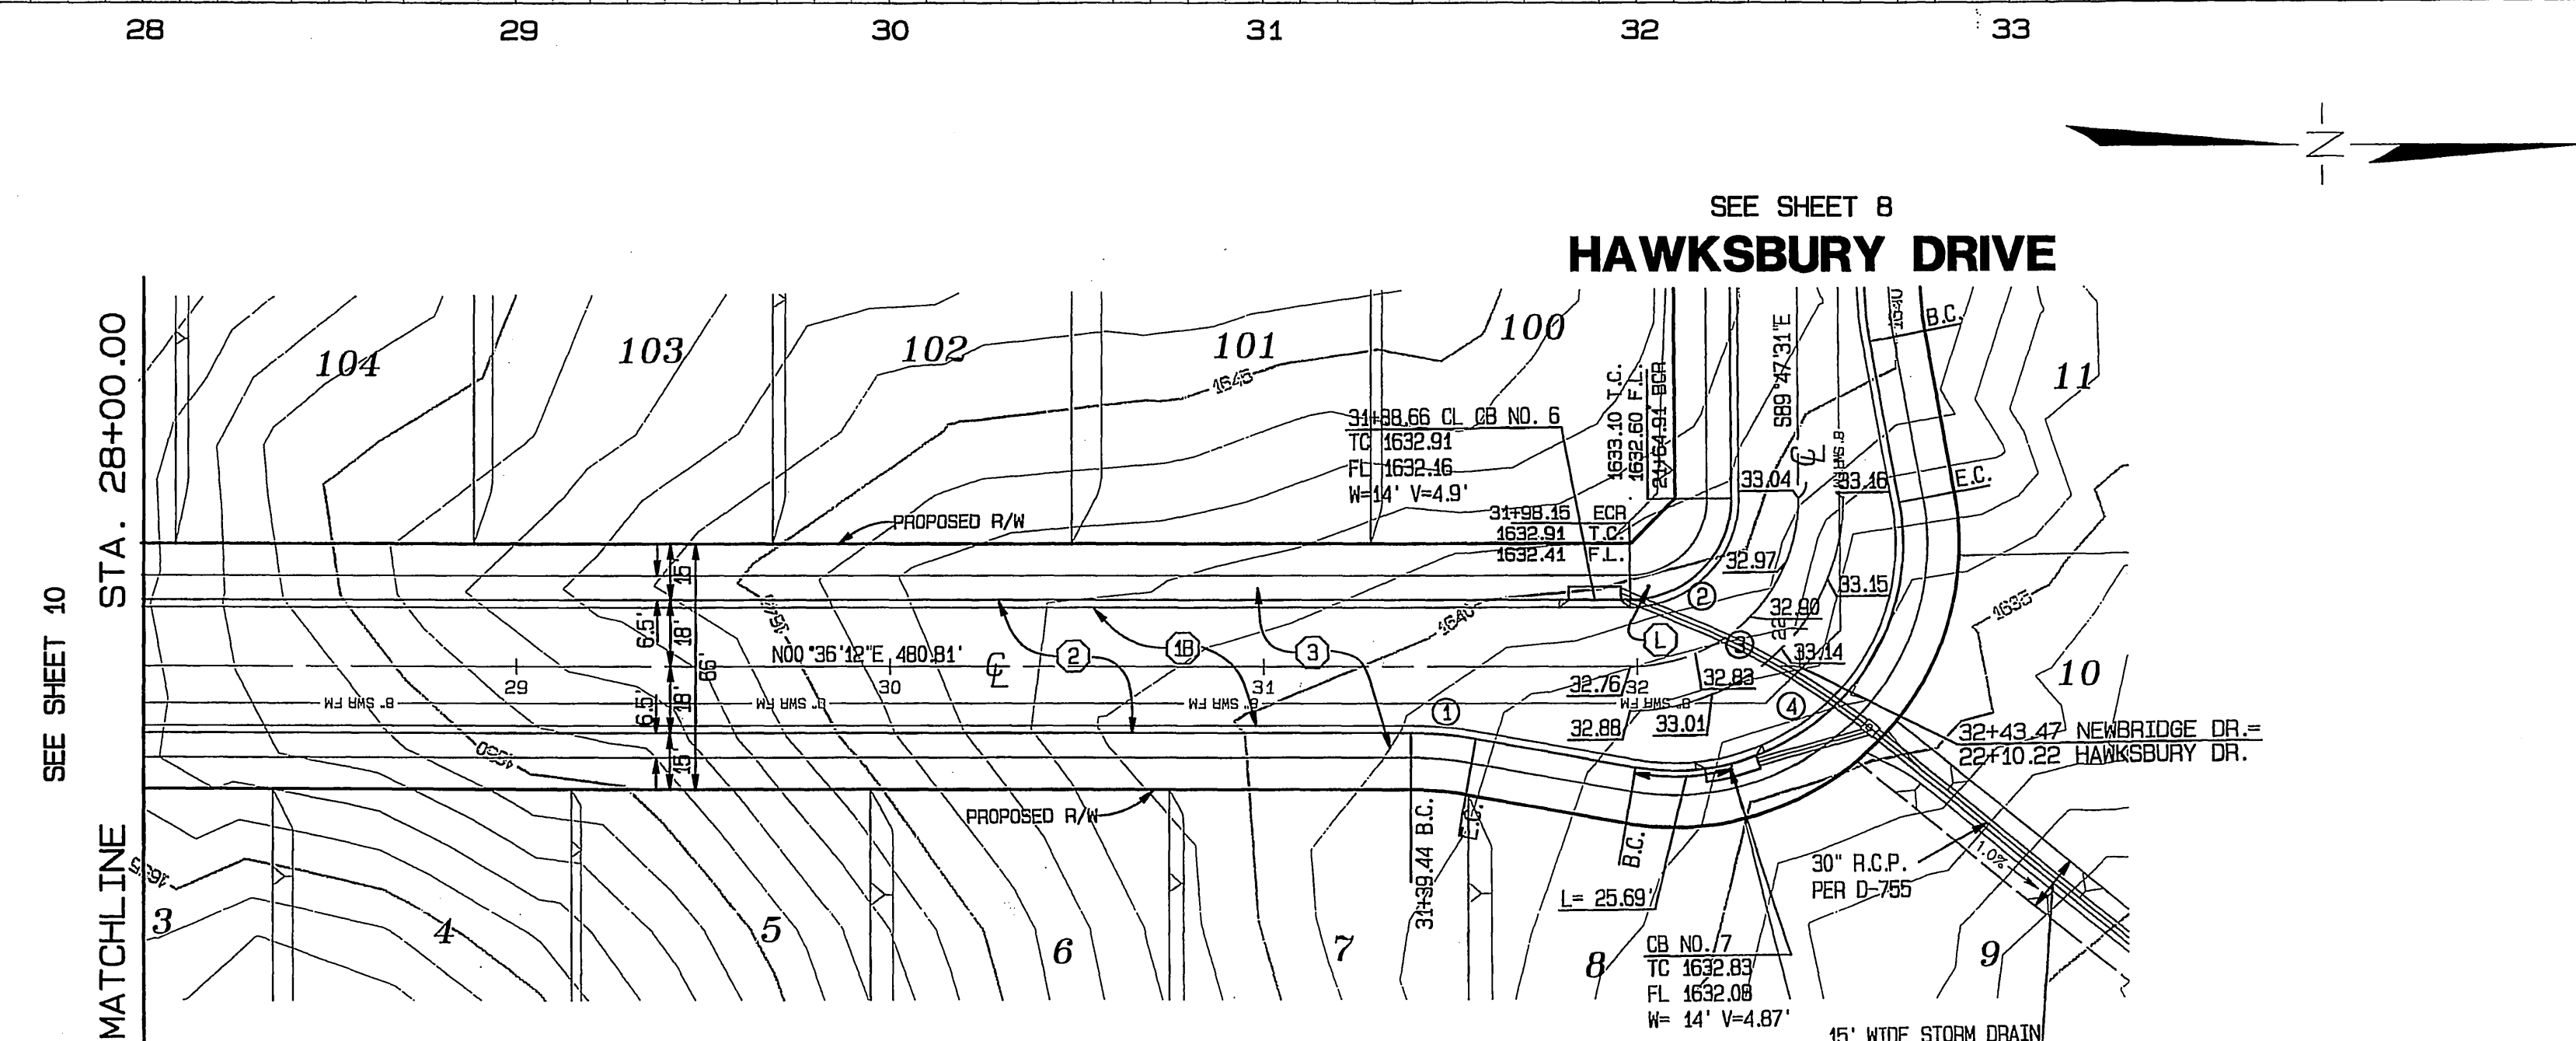 28 29 30 31 32 33
N
SEE SHEET 8
HAWKSBURY DRIVE
SEE SHEET 10
MATCHLINE STA. 28+00.00
104 103 102 101 100 11
1645
31+88.66 CL CB NO. 6
TC 1632.91
FL 1632.16
W=14' V=4.9'
1633.10 T.C.
1632.60 F.L.
21+64.91 BCR
S89°47'31"E
CL
B.C.
E.C.
33.04 33.16
PROPOSED R/W
31+98.15 ECR
1632.91 T.C.
1632.41 F.L.
32.97
33.15
32.90
33.14
15'
6.5' 18'
66'
6.5' 18'
15'
N00°36'12"E 480.81'
CL
2 1B 3 L
1 2 3 4
1640
1635
10
29 30 31 32
8" SWR FM 8" SWR FM 8" SWR FM 8" SWR FM
32.76 32.83
32.88 33.01
32+43.47 NEWBRIDGE DR.=
22+10.22 HAWKSBURY DR.
1650
PROPOSED R/W
31+39.44 B.C.
E.C.
B.C.
L= 25.69'
30" R.C.P.
PER D-755
1.0%
3 4 5 6 7 8 9
CB NO. 7
TC 1632.83
FL 1632.08
W= 14' V=4.87'
15' WIDE STORM DRAIN